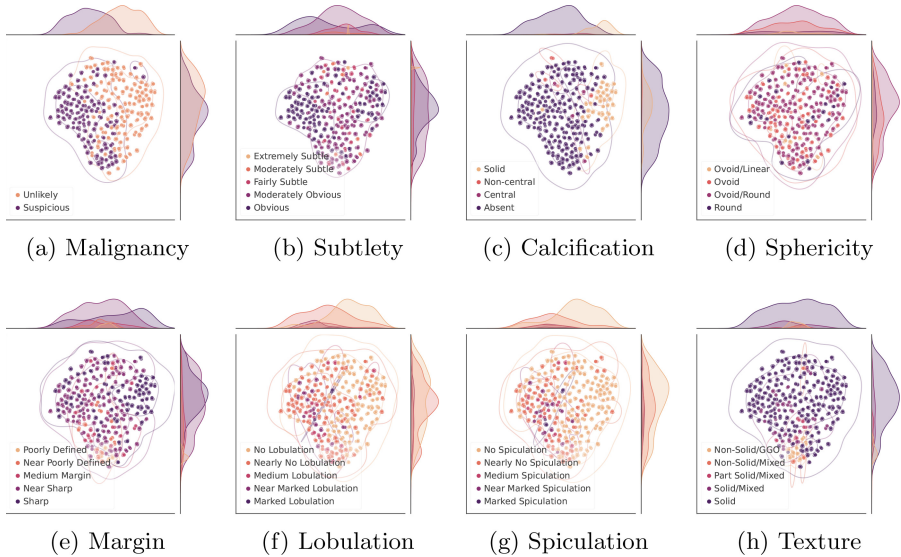 Unlikely
Suspicious
(a) Malignancy
Extremely Subtle
Moderately Subtle
Fairly Subtle
Moderately Obvious
Obvious
(b) Subtlety
Solid
Non-central
Central
Absent
(c) Calcification
Ovoid/Linear
Ovoid
Ovoid/Round
Round
(d) Sphericity
Poorly Defined
Near Poorly Defined
Medium Margin
Near Sharp
Sharp
(e) Margin
No Lobulation
Nearly No Lobulation
Medium Lobulation
Near Marked Lobulation
Marked Lobulation
(f) Lobulation
No Spiculation
Nearly No Spiculation
Medium Spiculation
Near Marked Spiculation
Marked Spiculation
(g) Spiculation
Non-Solid/GGO
Non-Solid/Mixed
Part Solid/Mixed
Solid/Mixed
Solid
(h) Texture